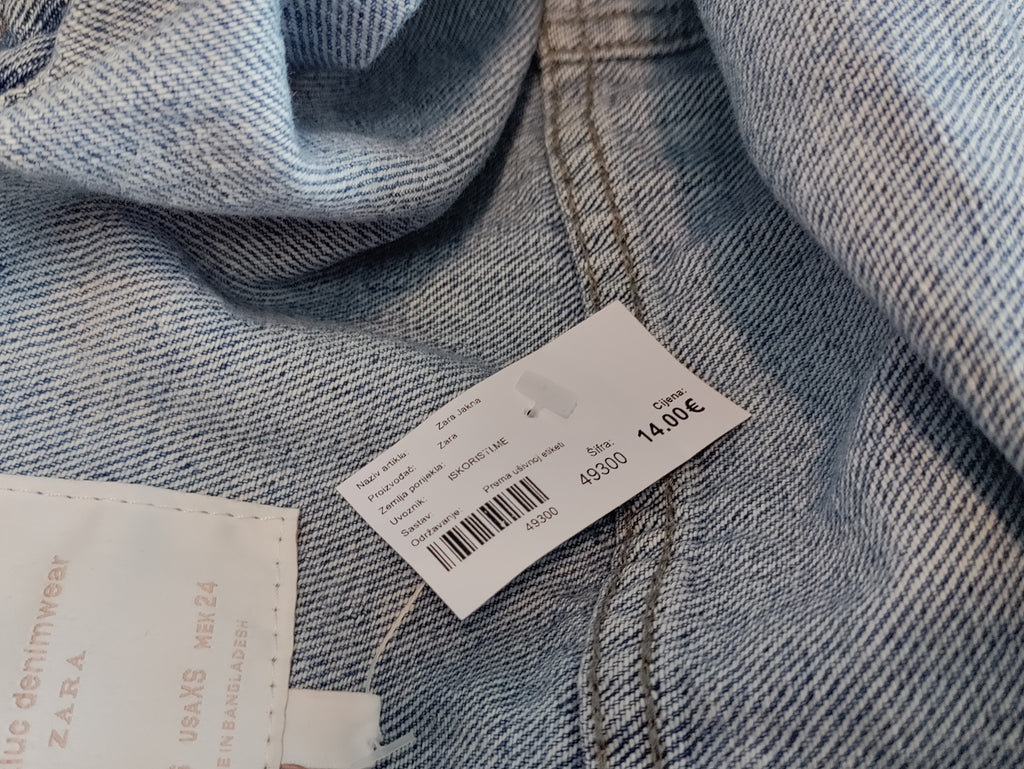 Naziv artikla: Zara Jakna
Proizvođač: Zara
Zemlja porijekla:
Uvoznik: ISKORISTI.ME
Sastav:
Održavanje: Prema ušivnoj etiketi
49300
Šifra:
49300
Cijena:
14.00€
denimwear
ZARA
USA XS MEX 24
IN BANGLADESH